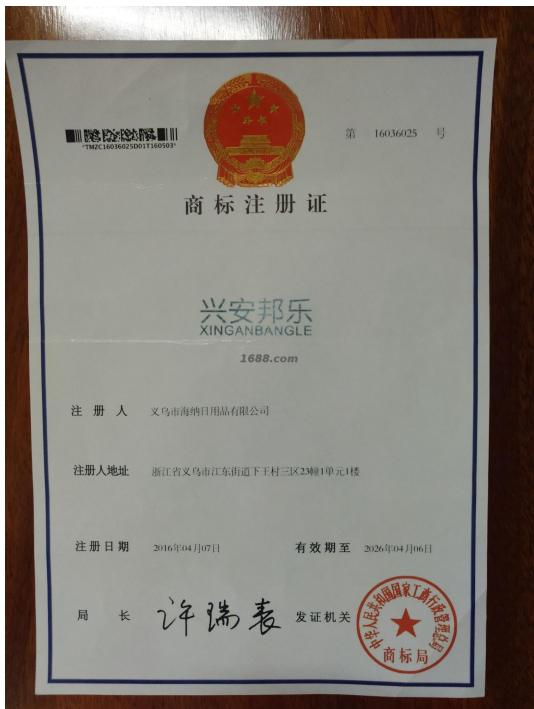 第 16036025 号
*TMZC16036025D01T160503*
商标注册证
兴安邦乐
XINGANBANGLE
1688.com
注册人 义乌市海纳日用品有限公司
注册人地址 浙江省义乌市江东街道下王村三区23幢1单元1楼
注册日期 2016年04月07日 有效期至 2026年04月06日
局长 许瑞表 发证机关
中华人民共和国国家工商行政管理总局
商标局